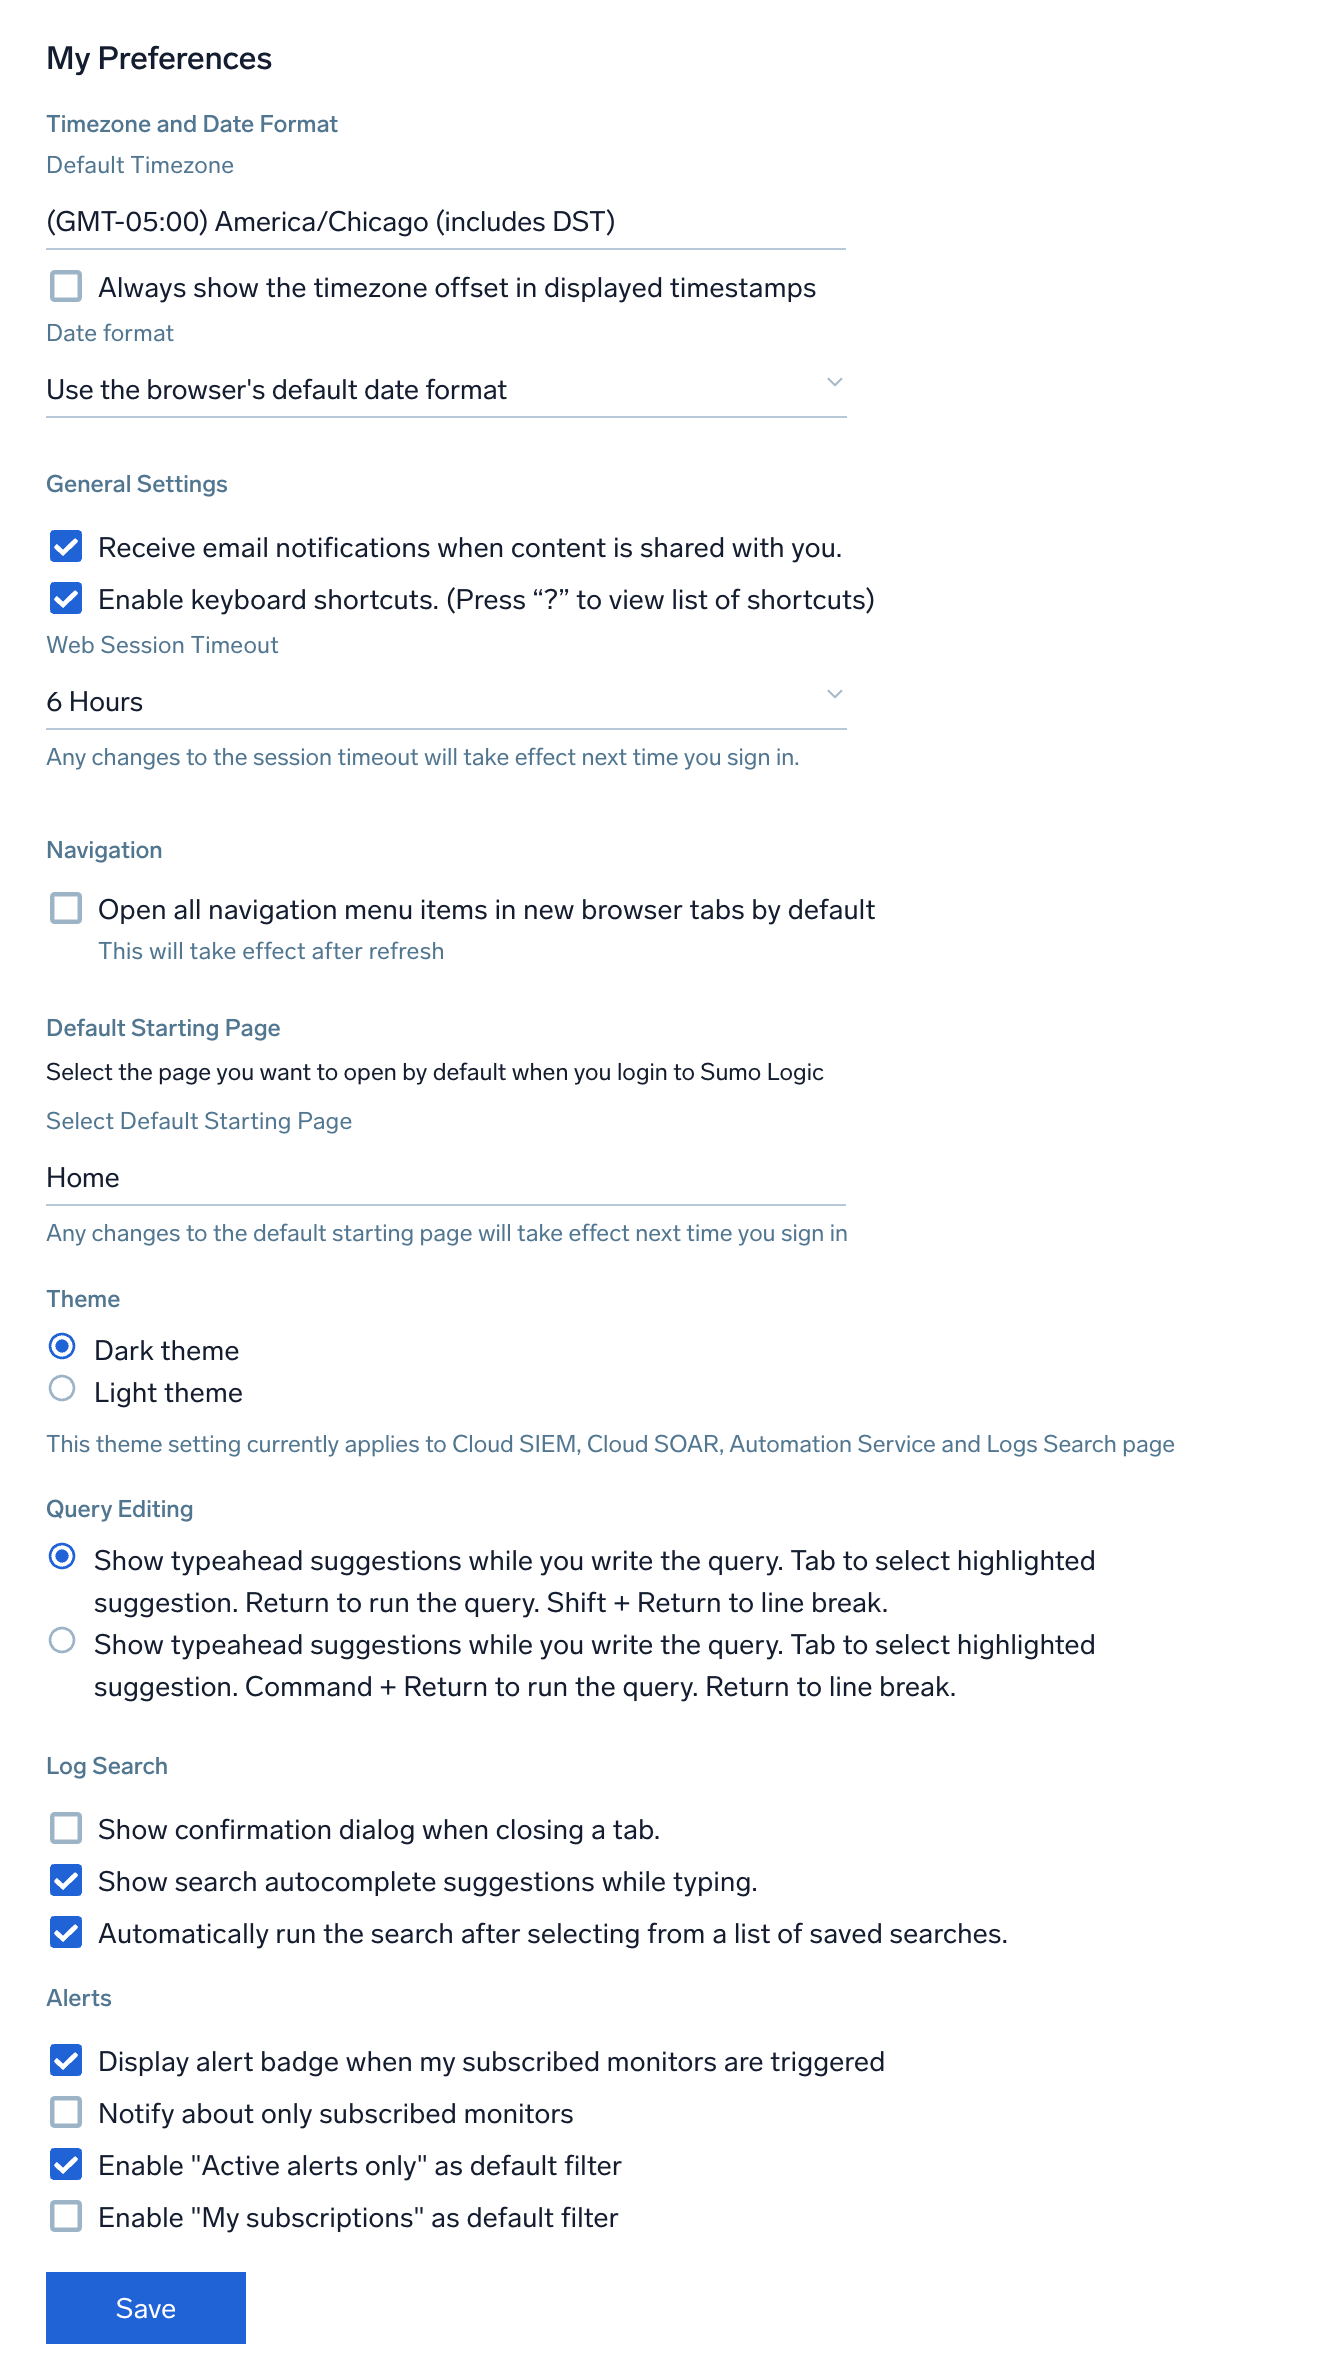 My Preferences
Timezone and Date Format
Default Timezone
(GMT-05:00) America/Chicago (includes DST)
Always show the timezone offset in displayed timestamps
Date format
Use the browser's default date format
General Settings
Receive email notifications when content is shared with you.
Enable keyboard shortcuts. (Press “?” to view list of shortcuts)
Web Session Timeout
6 Hours
Any changes to the session timeout will take effect next time you sign in.
Navigation
Open all navigation menu items in new browser tabs by default
This will take effect after refresh
Default Starting Page
Select the page you want to open by default when you login to Sumo Logic
Select Default Starting Page
Home
Any changes to the default starting page will take effect next time you sign in
Theme
Dark theme
Light theme
This theme setting currently applies to Cloud SIEM, Cloud SOAR, Automation Service and Logs Search page
Query Editing
Show typeahead suggestions while you write the query. Tab to select highlighted
suggestion. Return to run the query. Shift + Return to line break.
Show typeahead suggestions while you write the query. Tab to select highlighted
suggestion. Command + Return to run the query. Return to line break.
Log Search
Show confirmation dialog when closing a tab.
Show search autocomplete suggestions while typing.
Automatically run the search after selecting from a list of saved searches.
Alerts
Display alert badge when my subscribed monitors are triggered
Notify about only subscribed monitors
Enable "Active alerts only" as default filter
Enable "My subscriptions" as default filter
Save